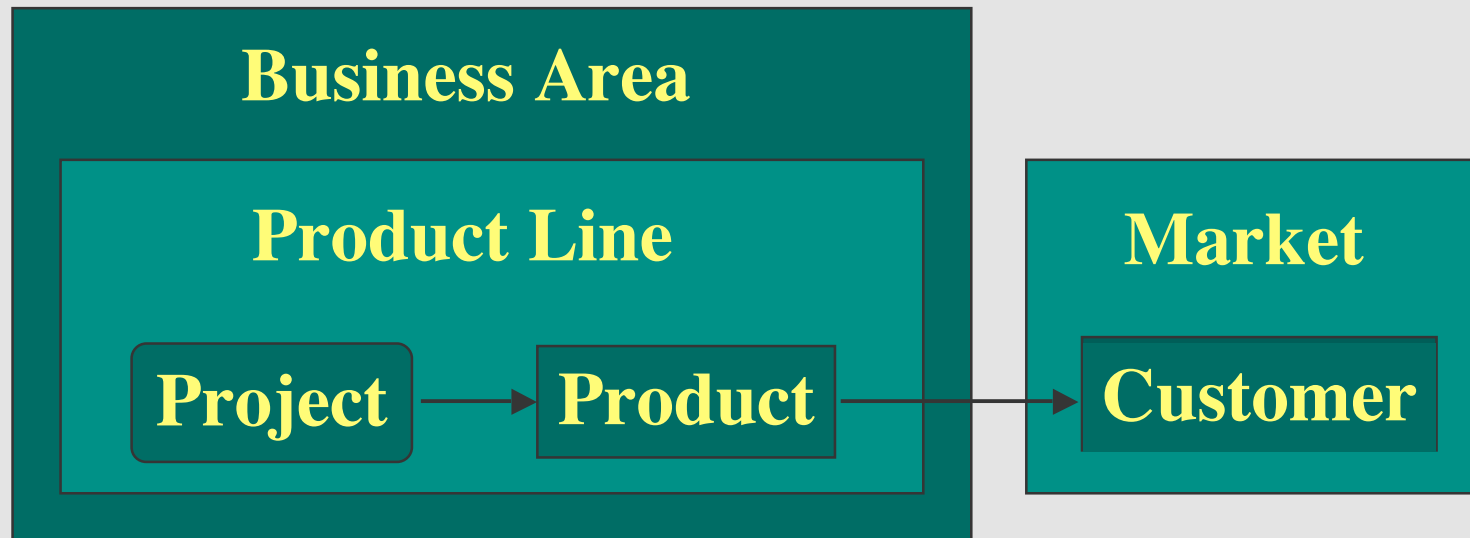 Business Area
Product Line
Market
Project
Product
Customer